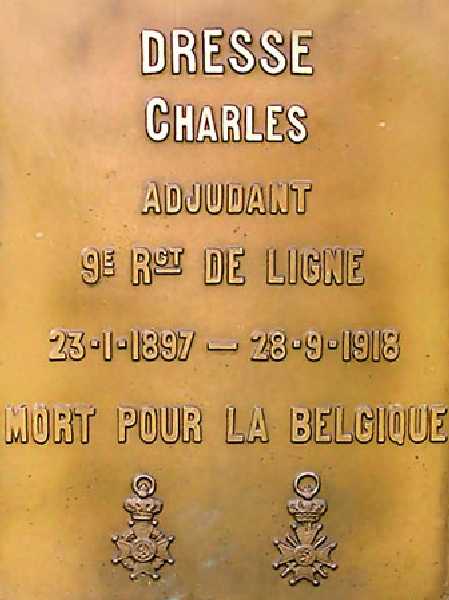 DRESSE
CHARLES
ADJUDANT
9E RGT DE LIGNE
23·1·1897 — 28·9·1918
MORT POUR LA BELGIQUE